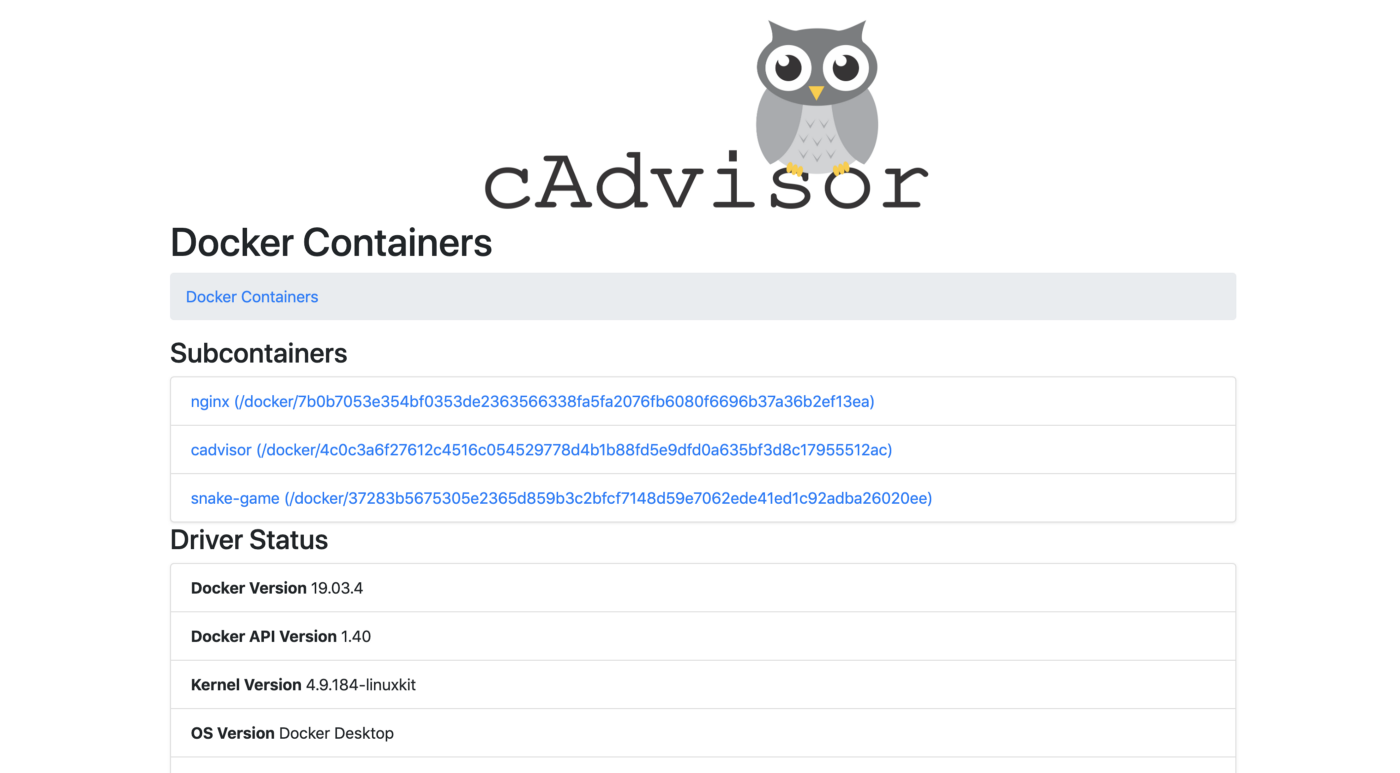 cAdvisor
Docker Containers
Docker Containers
Subcontainers
nginx (/docker/7b0b7053e354bf0353de2363566338fa5fa2076fb6080f6696b37a36b2ef13ea)
cadvisor (/docker/4c0c3a6f27612c4516c054529778d4b1b88fd5e9dfd0a635bf3d8c17955512ac)
snake-game (/docker/37283b5675305e2365d859b3c2bfcf7148d59e7062ede41ed1c92adba26020ee)
Driver Status
Docker Version 19.03.4
Docker API Version 1.40
Kernel Version 4.9.184-linuxkit
OS Version Docker Desktop